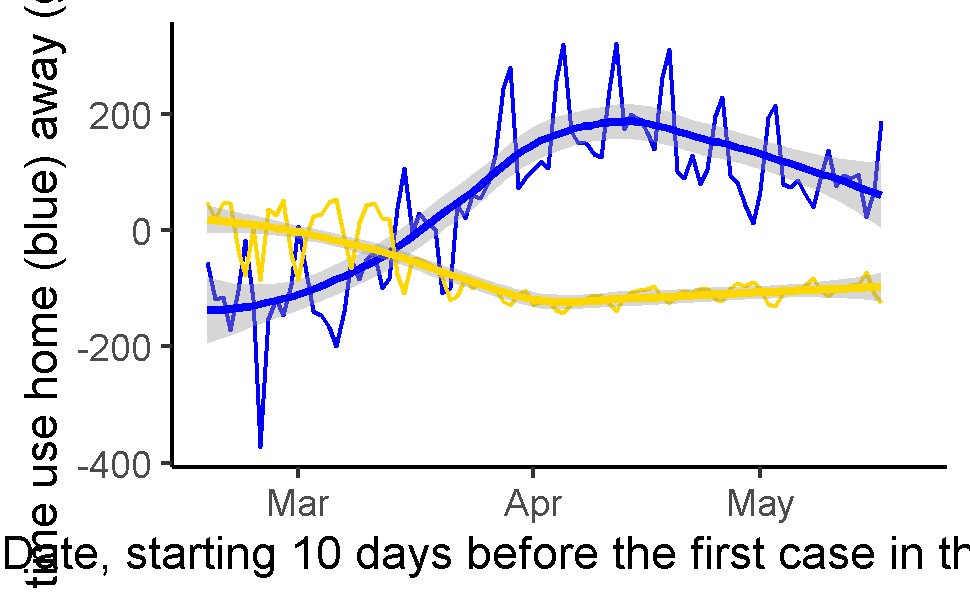 time use home (blue) away (
200
0
-200
-400
Mar Apr May
Date, starting 10 days before the first case in th